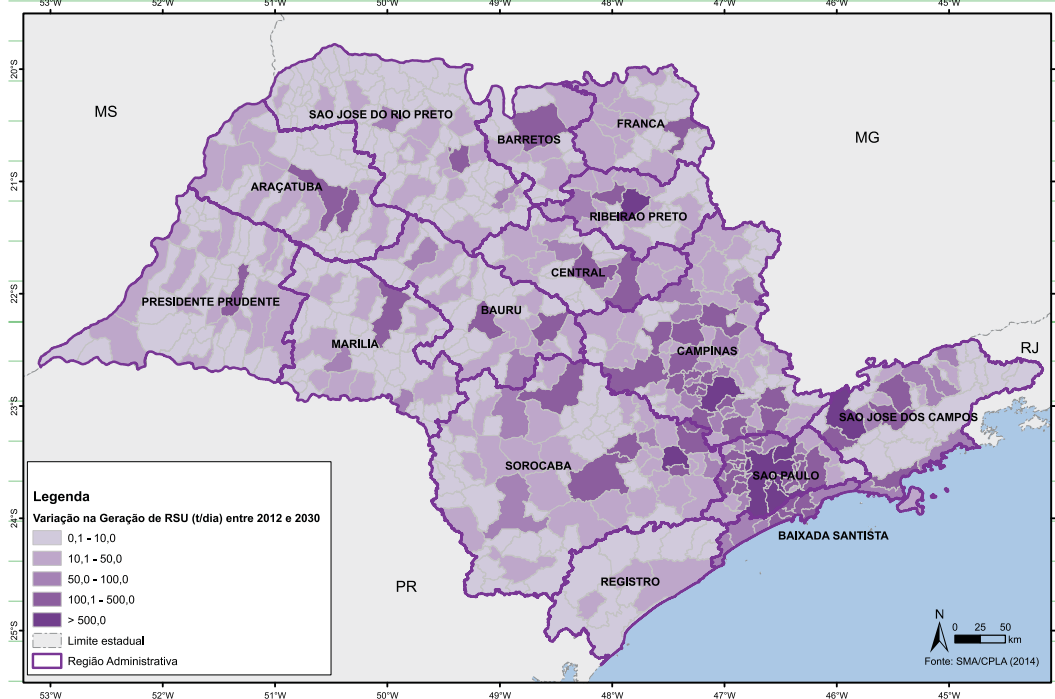 53°W 52°W 51°W 50°W 49°W 48°W 47°W 46°W 45°W
20°S
MS
SAO JOSE DO RIO PRETO
FRANCA
BARRETOS
MG
21°S
ARAÇATUBA
RIBEIRAO PRETO
CENTRAL
22°S
PRESIDENTE PRUDENTE
BAURU
MARILIA
CAMPINAS
RJ
23°S
SAO JOSE DOS CAMPOS
SOROCABA
SAO PAULO
24°S
BAIXADA SANTISTA
PR
REGISTRO
25°S
Legenda
Variação na Geração de RSU (t/dia) entre 2012 e 2030
0,1 - 10,0
10,1 - 50,0
50,0 - 100,0
100,1 - 500,0
> 500,0
Limite estadual
Região Administrativa
N
0 25 50
km
Fonte: SMA/CPLA (2014)
53°W 52°W 51°W 50°W 49°W 48°W 47°W 46°W 45°W